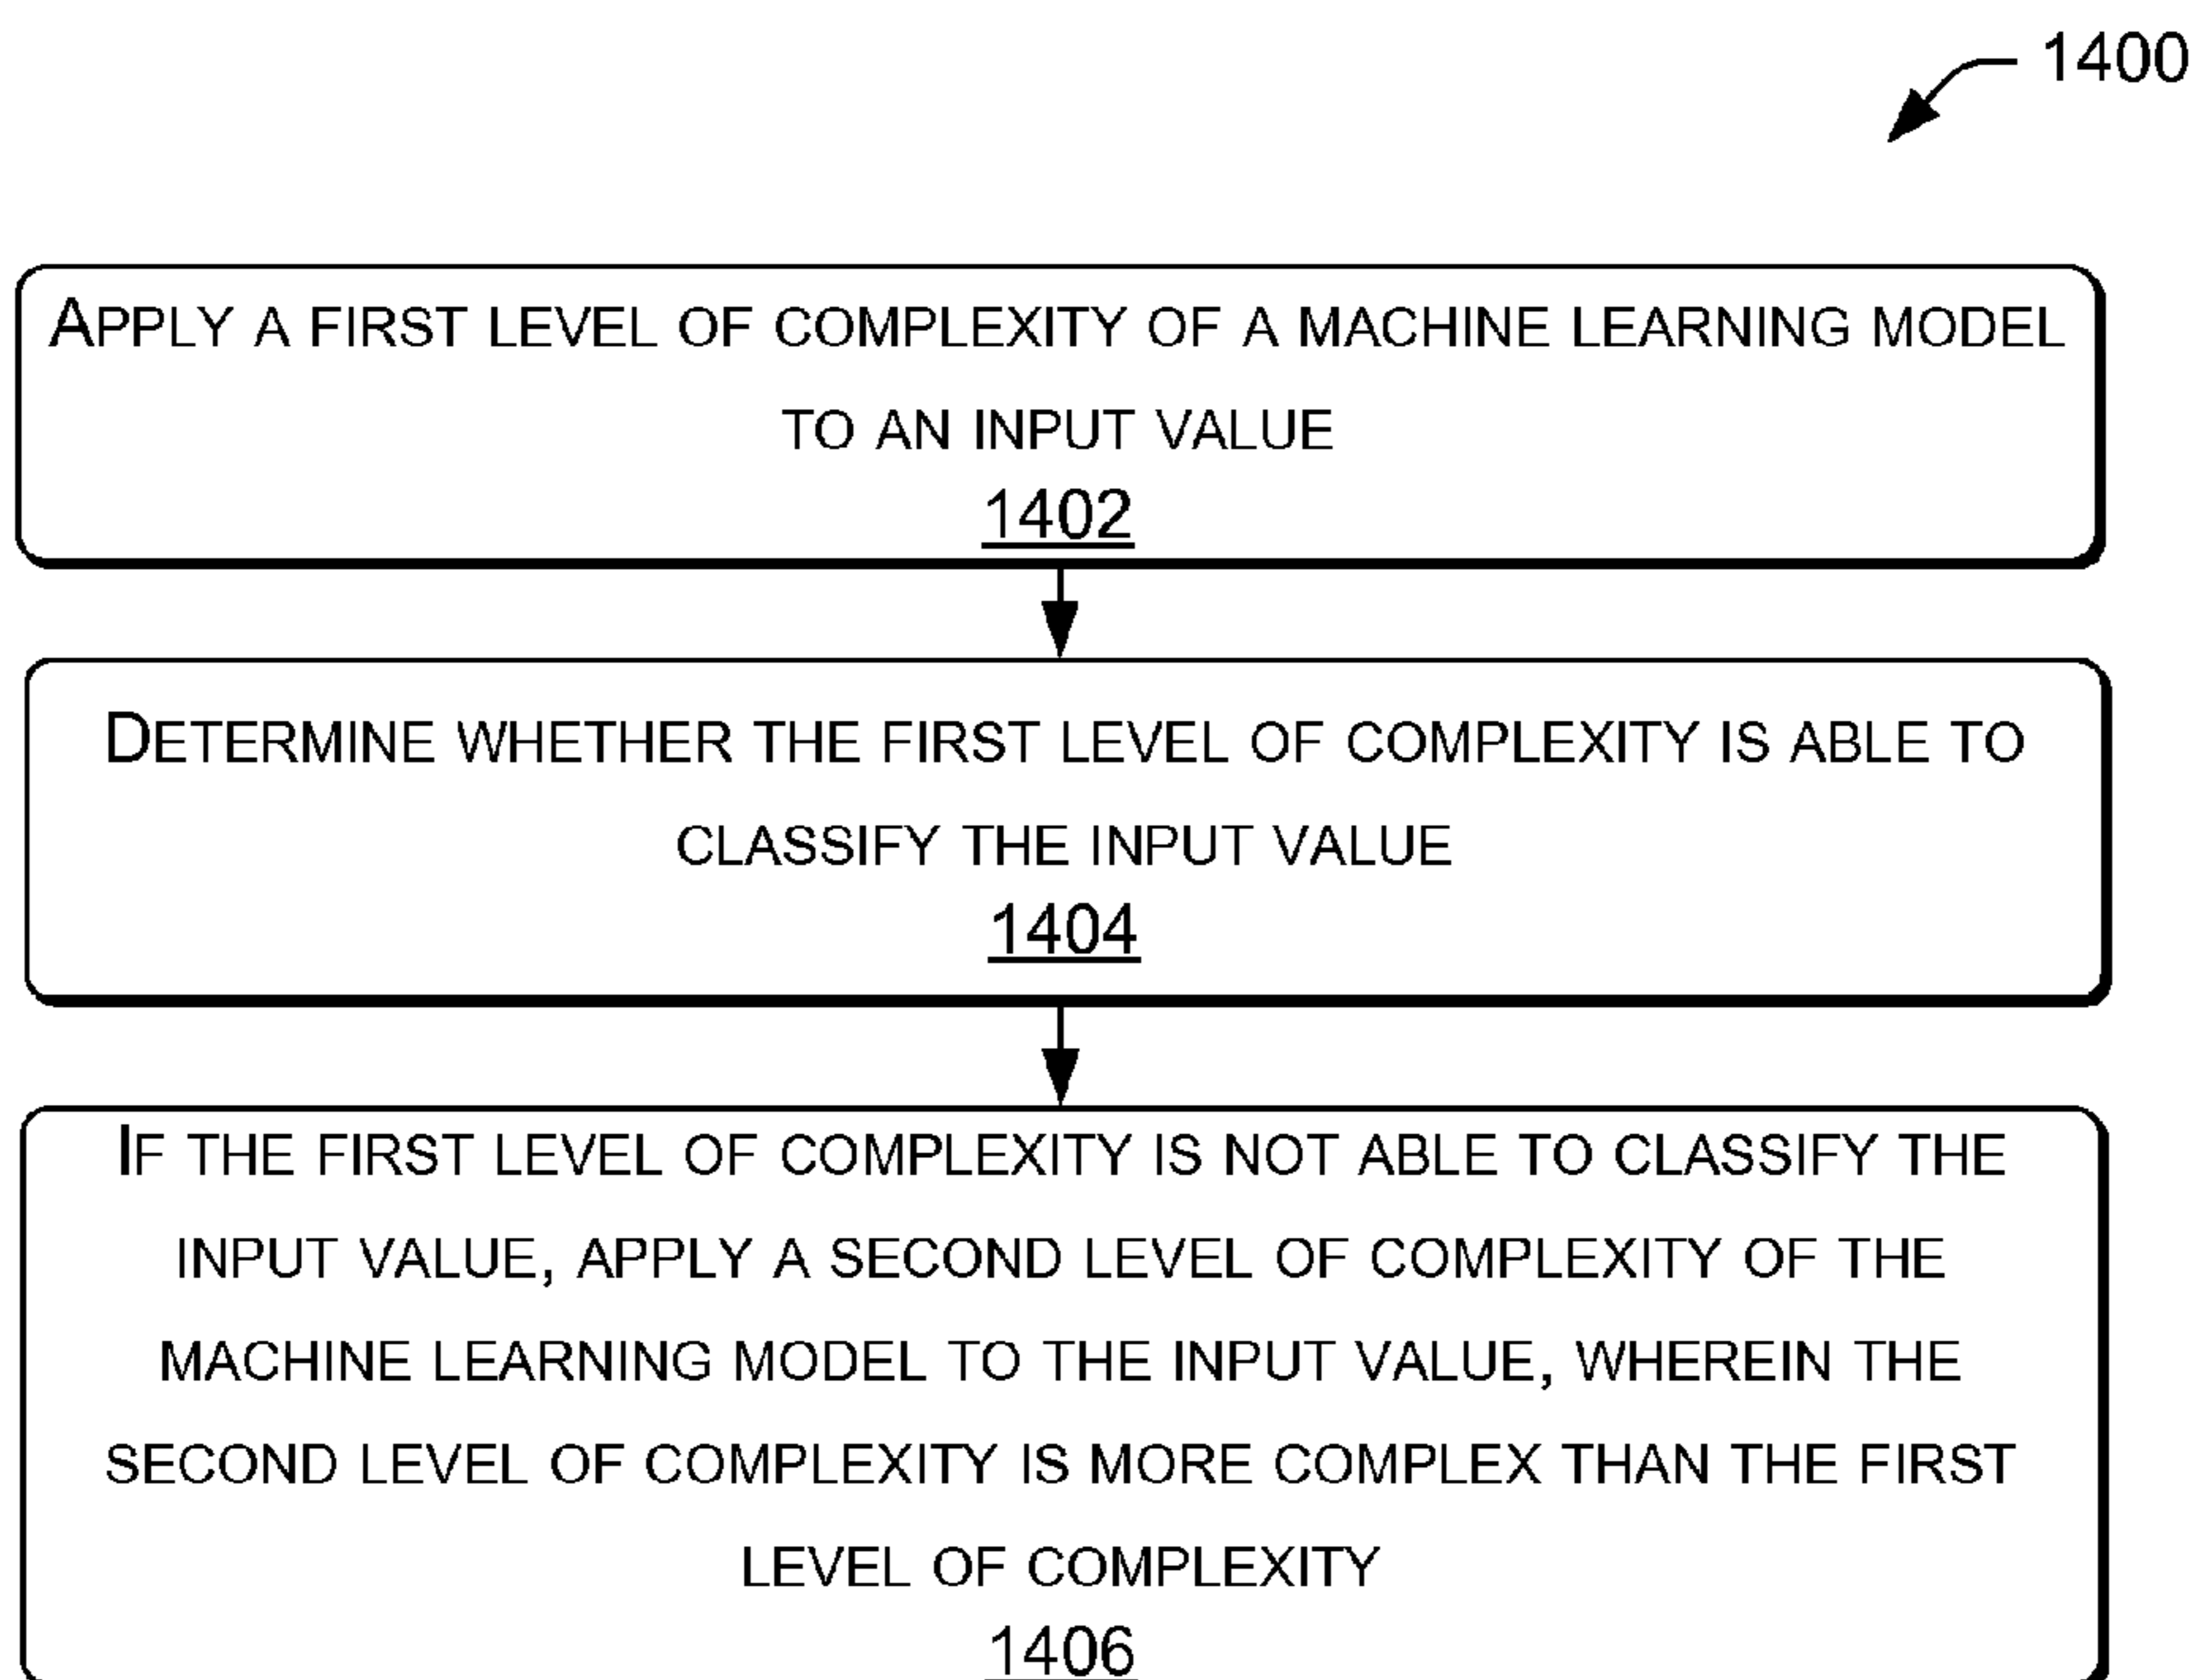 1400
APPLY A FIRST LEVEL OF COMPLEXITY OF A MACHINE LEARNING MODEL
TO AN INPUT VALUE
1402
DETERMINE WHETHER THE FIRST LEVEL OF COMPLEXITY IS ABLE TO
CLASSIFY THE INPUT VALUE
1404
IF THE FIRST LEVEL OF COMPLEXITY IS NOT ABLE TO CLASSIFY THE
INPUT VALUE, APPLY A SECOND LEVEL OF COMPLEXITY OF THE
MACHINE LEARNING MODEL TO THE INPUT VALUE, WHEREIN THE
SECOND LEVEL OF COMPLEXITY IS MORE COMPLEX THAN THE FIRST
LEVEL OF COMPLEXITY
1406